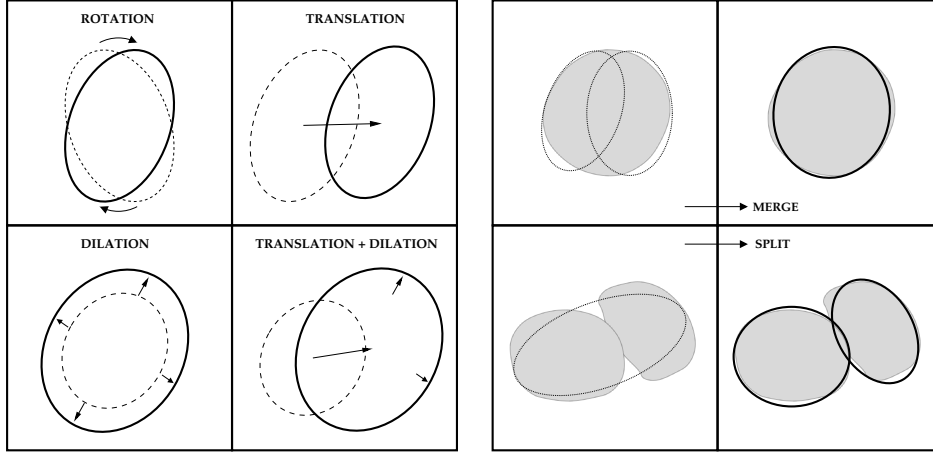 ROTATION
TRANSLATION
DILATION
TRANSLATION + DILATION
MERGE
SPLIT